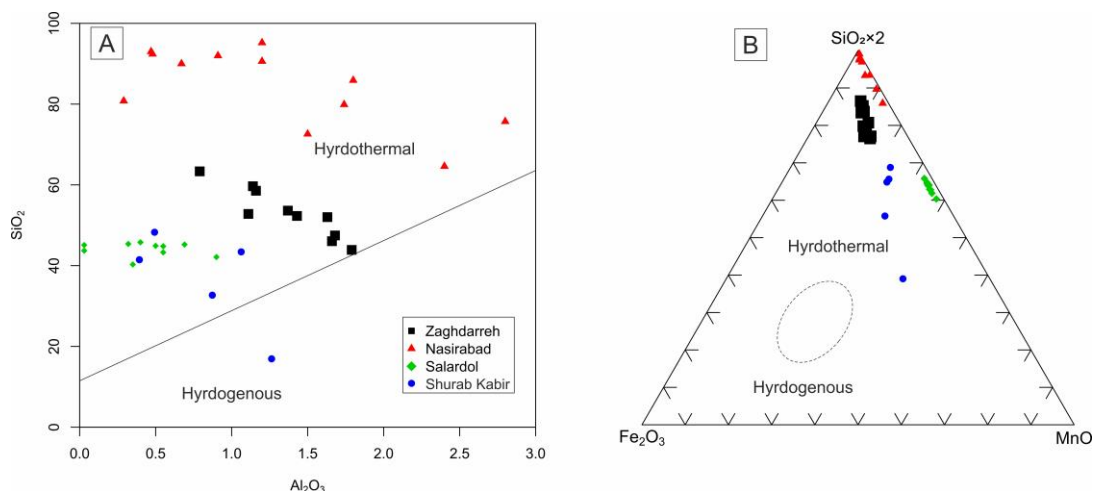 A
100
80
60
40
20
0
SiO₂
Hyrdothermal
Hyrdogenous
Zaghdarreh
Nasirabad
Salardol
Shurab Kabir
0.0 0.5 1.0 1.5 2.0 2.5 3.0
Al₂O₃
B
SiO₂×2
Hyrdothermal
Hyrdogenous
Fe₂O₃
MnO